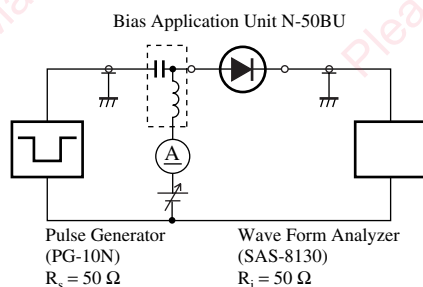 Bias Application Unit N-50BU
A
Pulse Generator
(PG-10N)
Rs = 50 Ω
Wave Form Analyzer
(SAS-8130)
Ri = 50 Ω